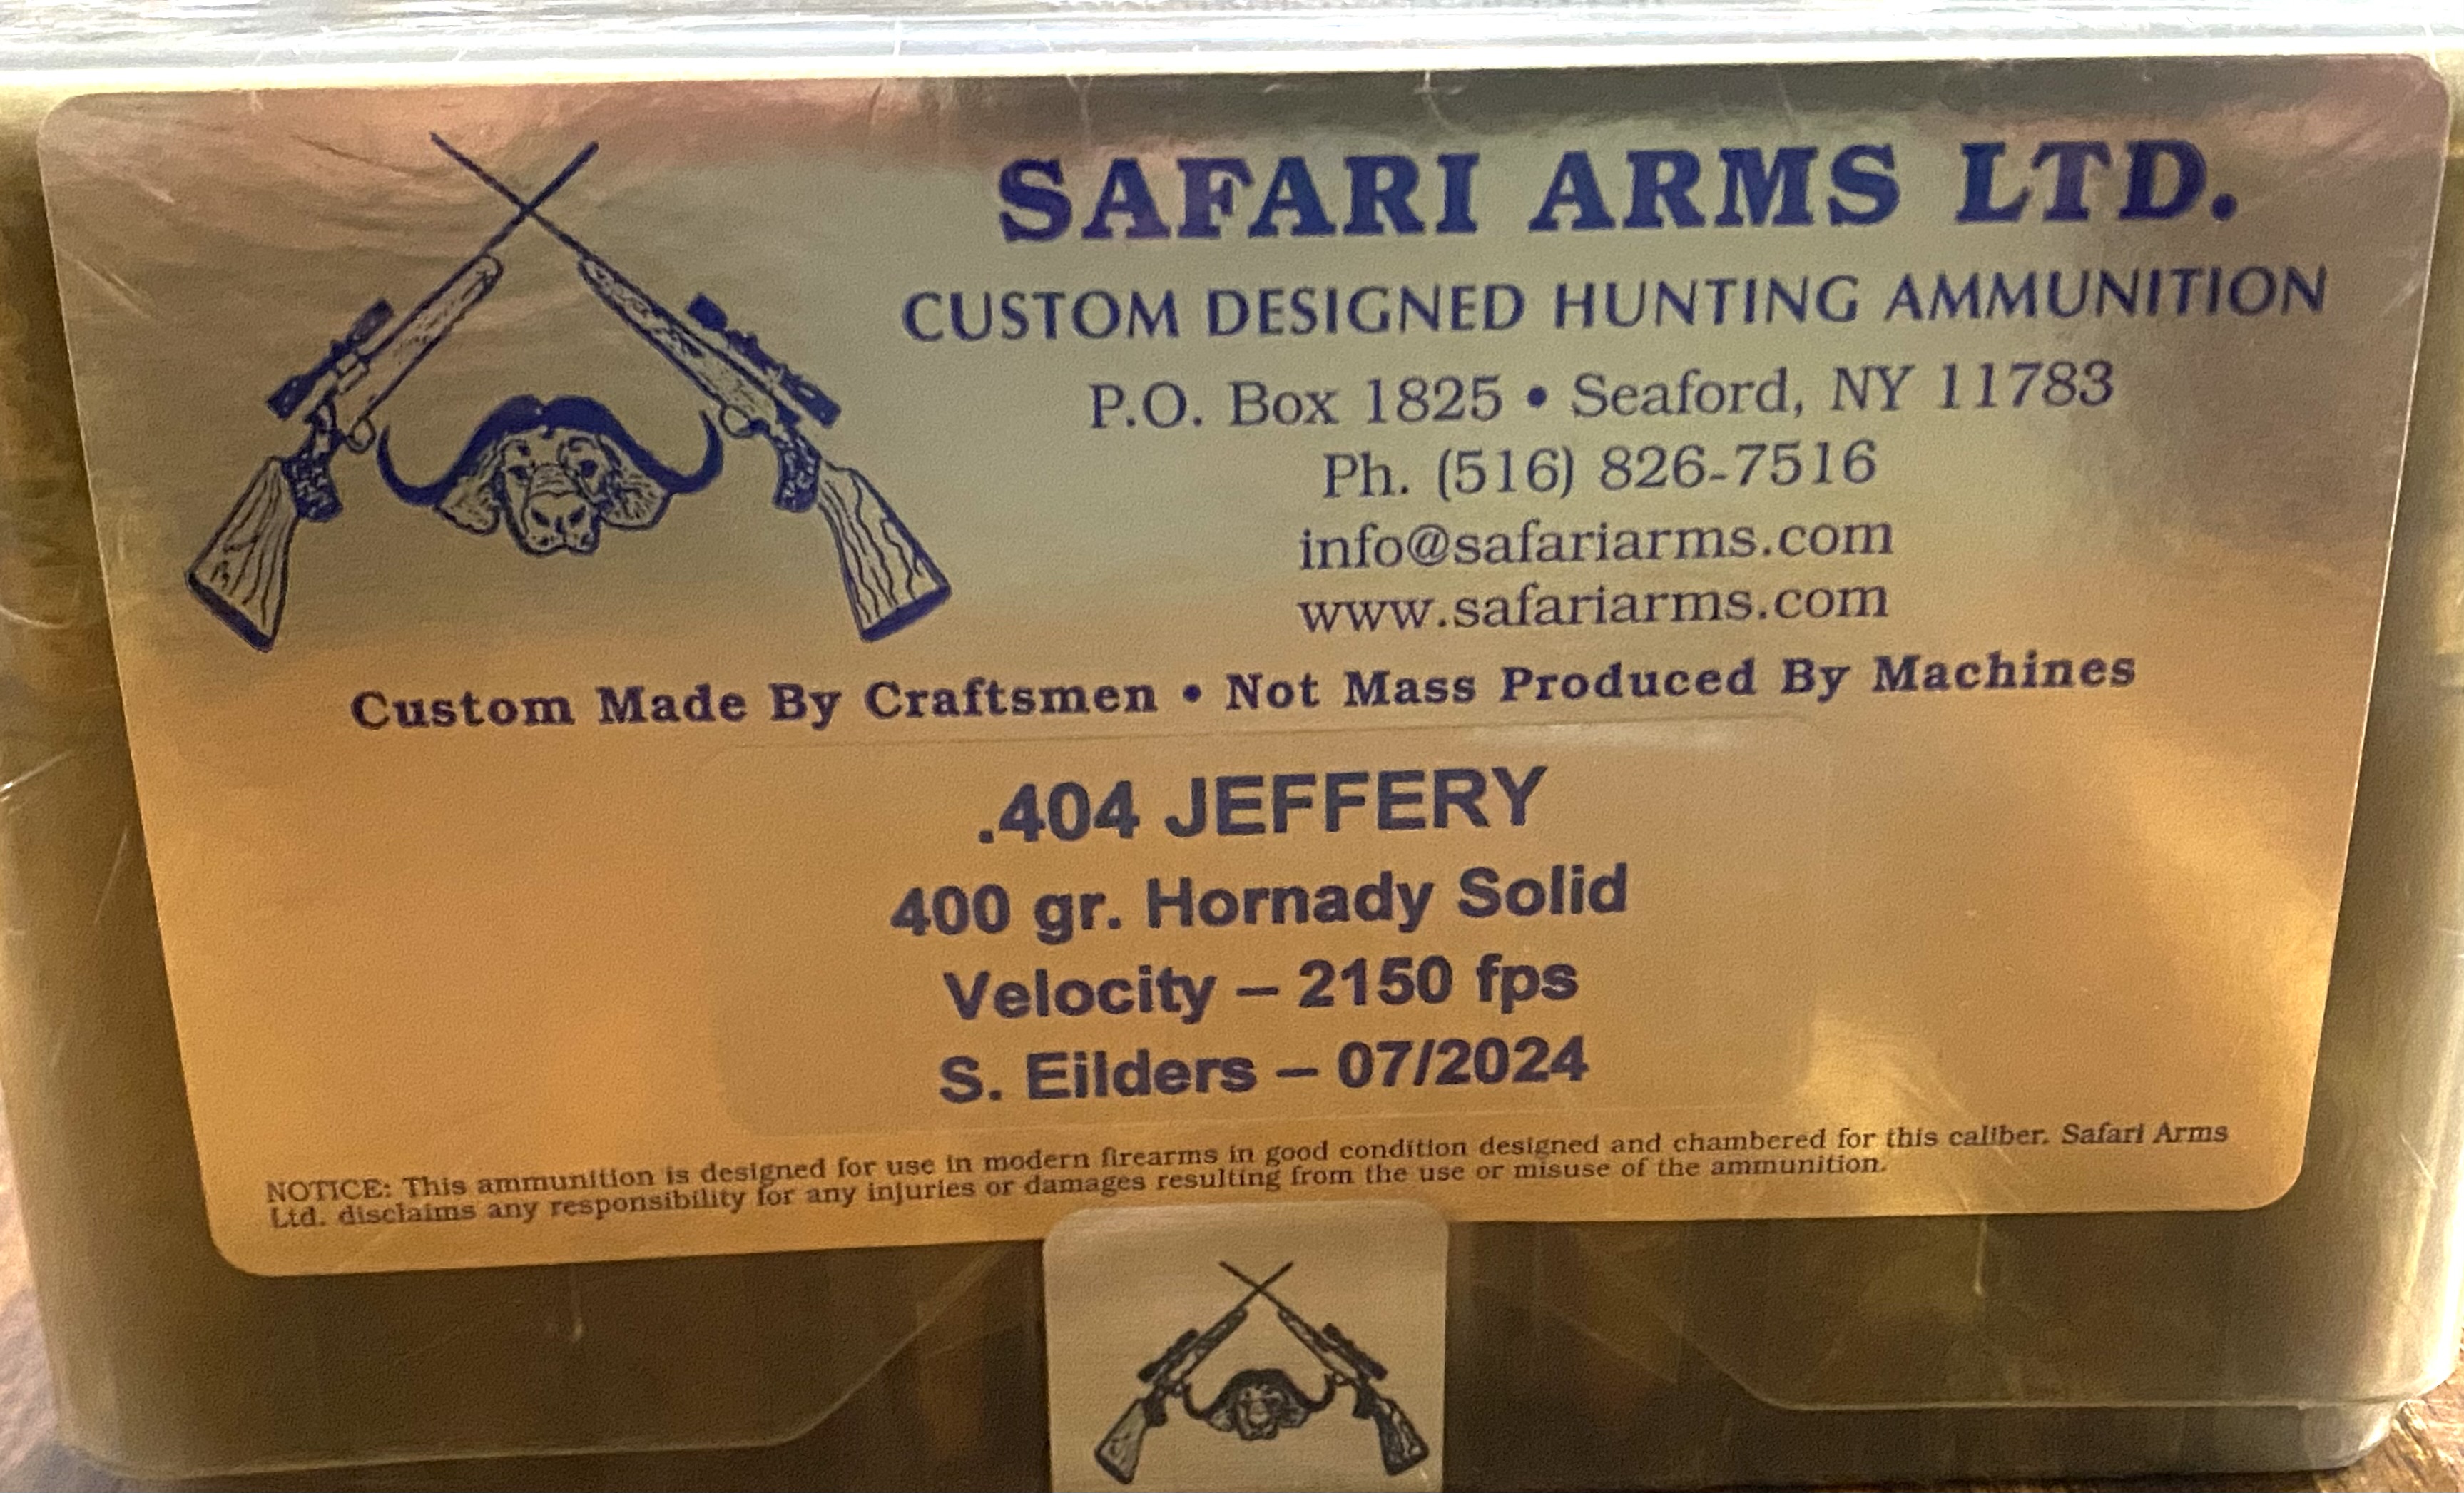 SAFARI ARMS LTD.
CUSTOM DESIGNED HUNTING AMMUNITION
P.O. Box 1825 • Seaford, NY 11783
Ph. (516) 826-7516
info@safariarms.com
www.safariarms.com
Custom Made By Craftsmen • Not Mass Produced By Machines
.404 JEFFERY
400 gr. Hornady Solid
Velocity – 2150 fps
S. Eilders – 07/2024
NOTICE: This ammunition is designed for use in modern firearms in good condition designed and chambered for this caliber. Safari Arms
Ltd. disclaims any responsibility for any injuries or damages resulting from the use or misuse of the ammunition.